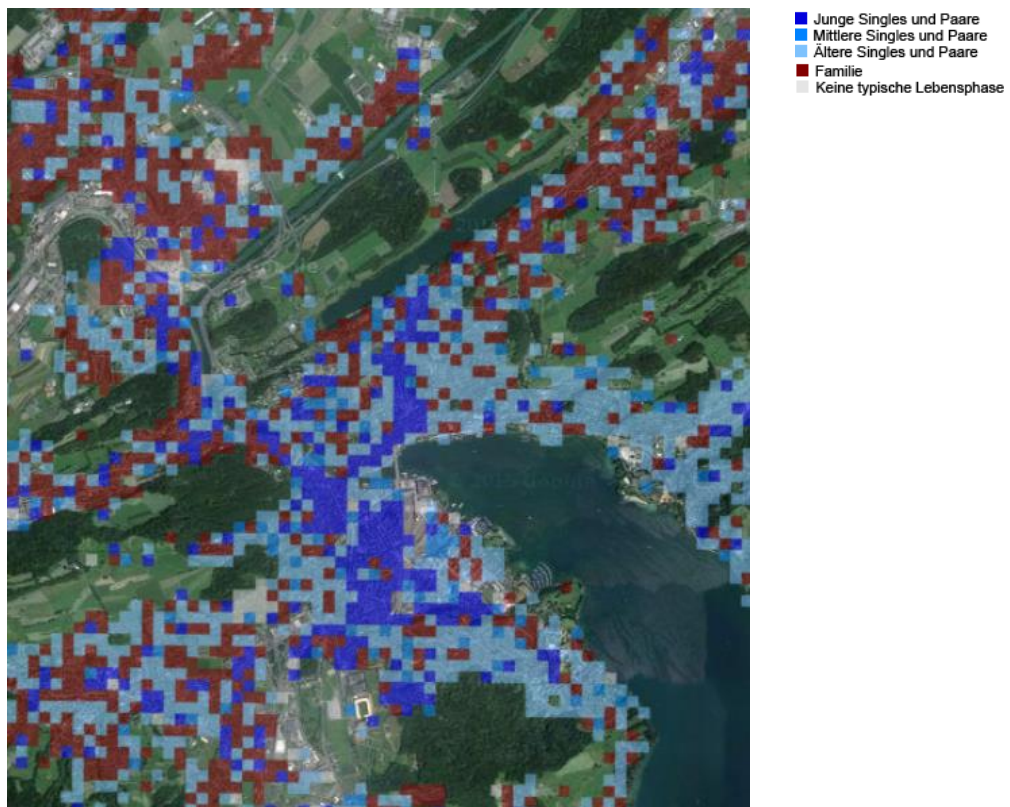 Junge Singles und Paare
Mittlere Singles und Paare
Ältere Singles und Paare
Familie
Keine typische Lebensphase